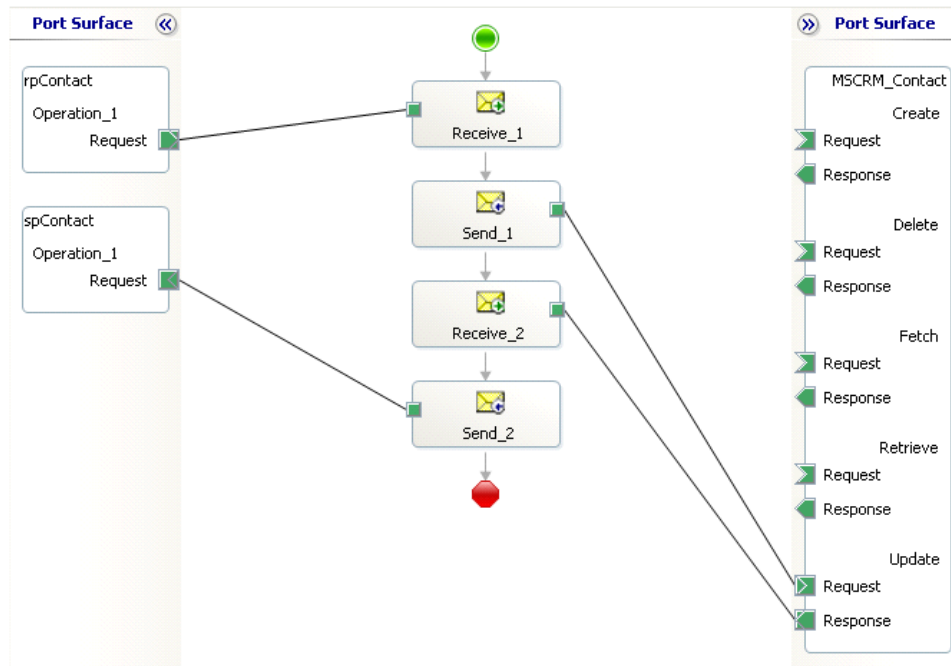 Port Surface
rpContact
Operation_1
Request
spContact
Operation_1
Request
Receive_1
Send_1
Receive_2
Send_2
Port Surface
MSCRM_Contact
Create
Request
Response
Delete
Request
Response
Fetch
Request
Response
Retrieve
Request
Response
Update
Request
Response